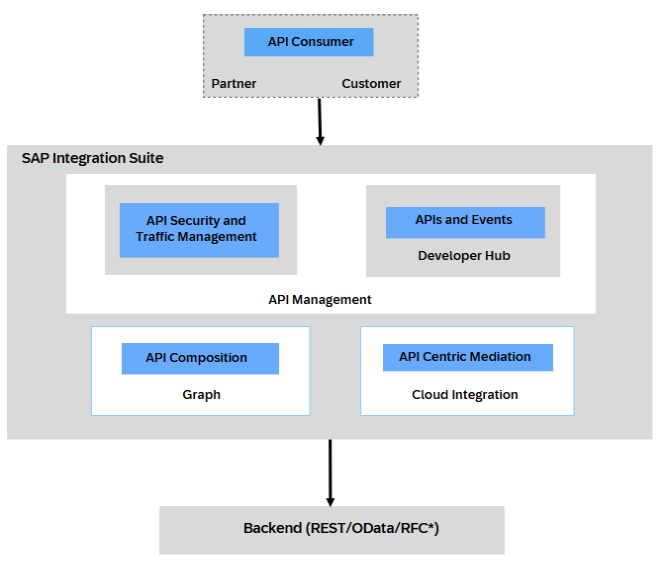 API Consumer
Partner
Customer
SAP Integration Suite
API Security and
Traffic Management
APIs and Events
Developer Hub
API Management
API Composition
Graph
API Centric Mediation
Cloud Integration
Backend (REST/OData/RFC*)